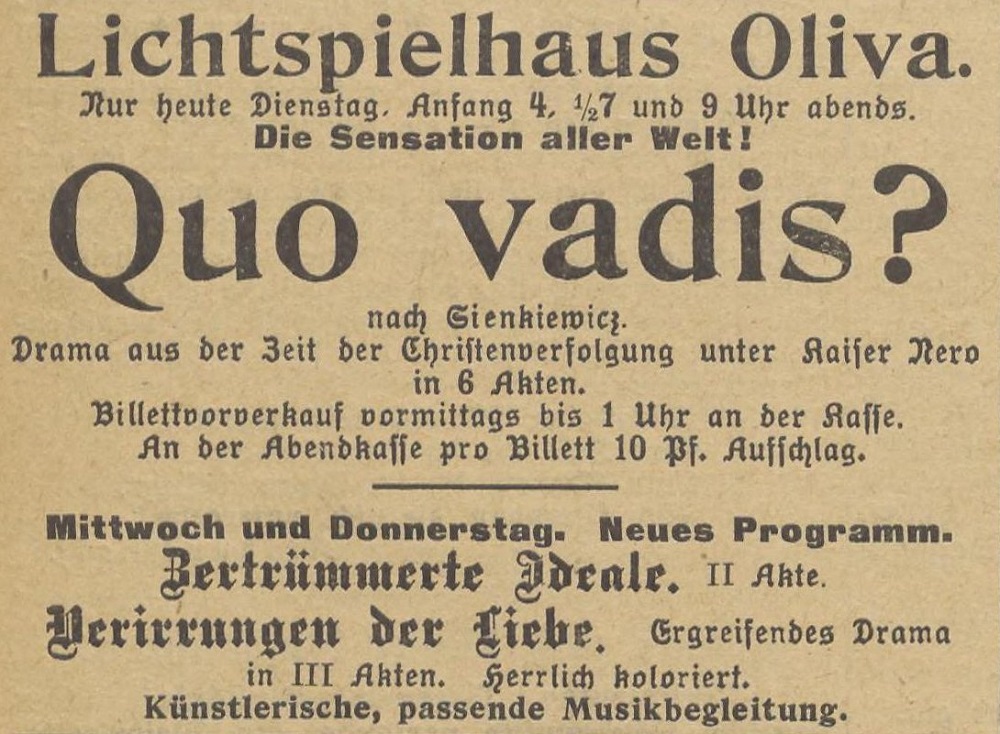 Lichtspielhaus Oliva.
Nur heute Dienstag. Anfang 4, ½7 und 9 Uhr abends.
Die Sensation aller Welt!
Quo vadis?
nach Sienkiewicz.
Drama aus der Zeit der Chriſtenverfolgung unter Kaiſer Nero
in 6 Akten.
Billettvorverkauf vormittags bis 1 Uhr an der Kaſſe.
An der Abendkaſſe pro Billett 10 Pf. Aufſchlag.
Mittwoch und Donnerstag. Neues Programm.
Zertrümmerte Ideale. II Akte.
Verirrungen der Liebe. Ergreifendes Drama
in III Akten. Herrlich koloriert.
Künstlerische, passende Musikbegleitung.